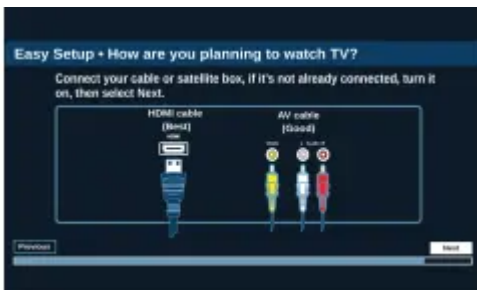 Easy Setup • How are you planning to watch TV?
Connect your cable or satellite box, if it's not already connected, turn it
on, then select Next.
HDMI cable
(Best)
AV cable
(Good)
Previous
Next